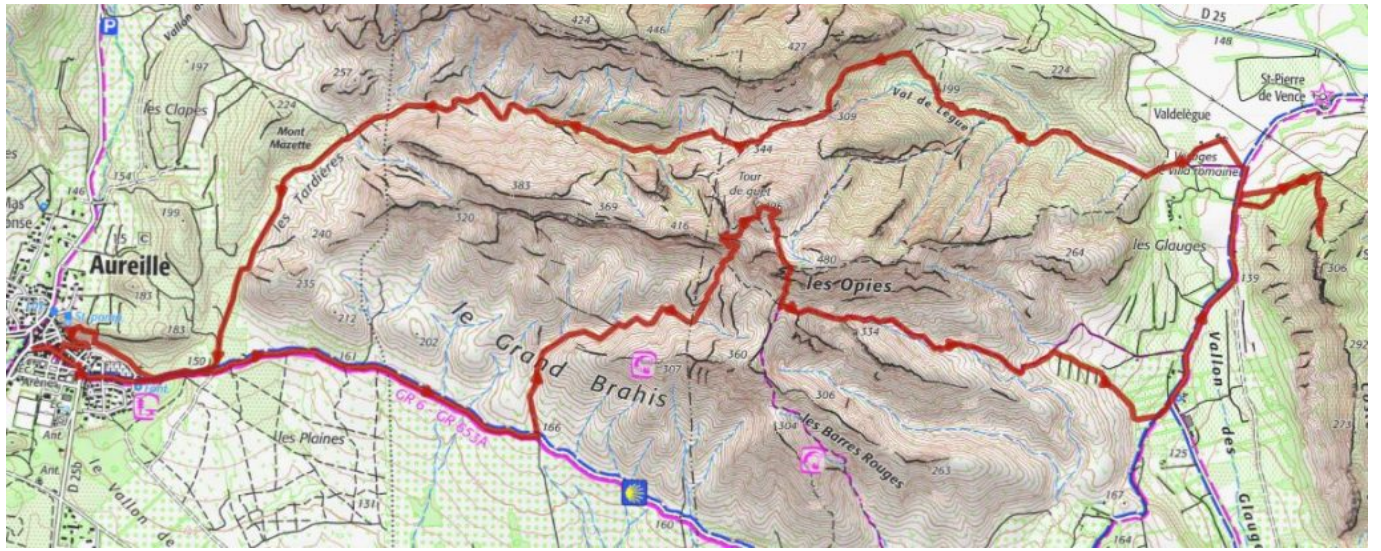 D 25
148
424
446
427
P
Vallon
197
257
224
St-Pierre
de Vence
les Clapes
224
199
Val de Lègue
Valdelègue
Mont
Mazette
309
154
344
villa romaine
146
les Tardières
383
Tour
de guet
Mas
199
320
369
15
C
240
416
264
les Glauges
Aureille
480
306
183
235
les Opies
139
212
334
183
le Grand Brahis
202
360
150
161
Vallon des Glauges
292
307
306
GR 6 - GR 653A
les Barres Rouges
304
273
166
les Plaines
Ant.
263
125
Ant.
D 25b
131
167
le Vallon de
160
164